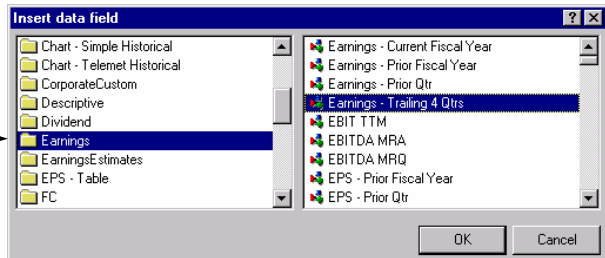 Insert data field
Chart - Simple Historical
Chart - Telemet Historical
CorporateCustom
Descriptive
Dividend
Earnings
EarningsEstimates
EPS - Table
FC
Earnings - Current Fiscal Year
Earnings - Prior Fiscal Year
Earnings - Prior Qtr
Earnings - Trailing 4 Qtrs
EBIT TTM
EBITDA MRA
EBITDA MRQ
EPS - Prior Fiscal Year
EPS - Prior Qtr
OK
Cancel